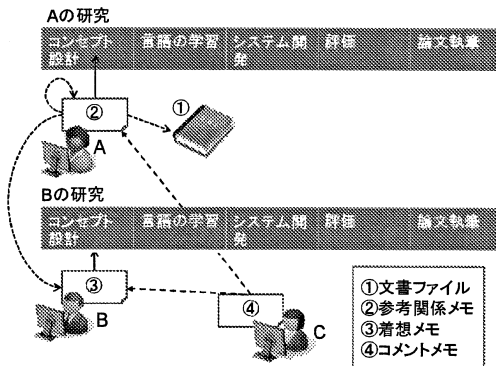 Aの研究
コンセプト設計 言語の学習 システム開発 評価 論文執筆
①
②
A
Bの研究
コンセプト設計 言語の学習 システム開発 評価 論文執筆
③
④
B
C
①文書ファイル
②参考関係メモ
③着想メモ
④コメントメモ